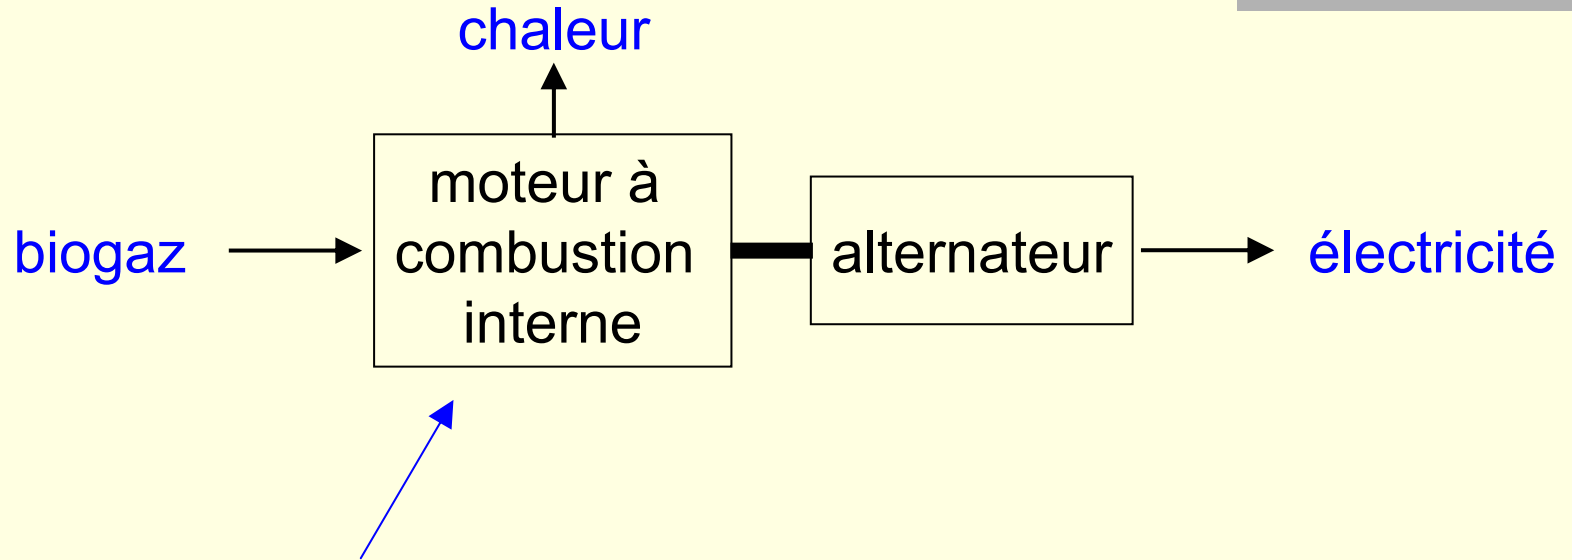 chaleur
moteur à
combustion
interne
biogaz
alternateur
électricité